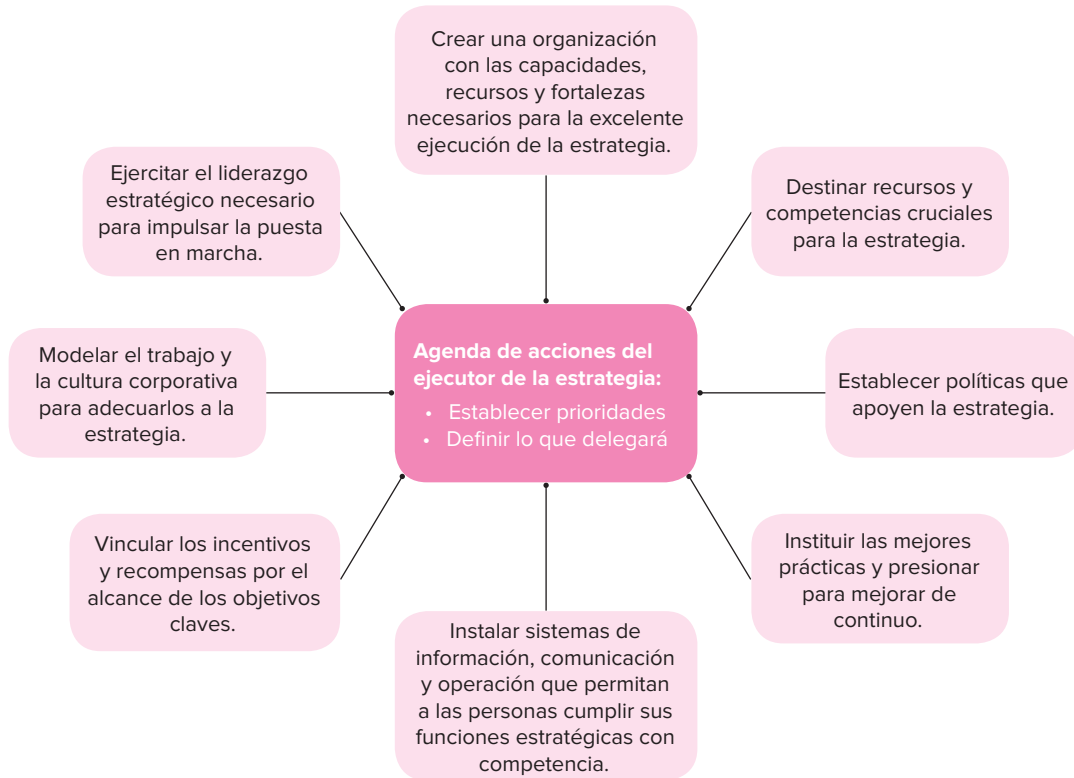 Crear una organización
con las capacidades,
recursos y fortalezas
necesarios para la excelente
ejecución de la estrategia.
Ejercitar el liderazgo
estratégico necesario
para impulsar la puesta
en marcha.
Destinar recursos y
competencias cruciales
para la estrategia.
Modelar el trabajo y
la cultura corporativa
para adecuarlos a la
estrategia.
Agenda de acciones del
ejecutor de la estrategia:
• Establecer prioridades
• Definir lo que delegará
Establecer políticas que
apoyen la estrategia.
Vincular los incentivos
y recompensas por el
alcance de los objetivos
claves.
Instalar sistemas de
información, comunicación
y operación que permitan
a las personas cumplir sus
funciones estratégicas con
competencia.
Instituir las mejores
prácticas y presionar
para mejorar de
continuo.